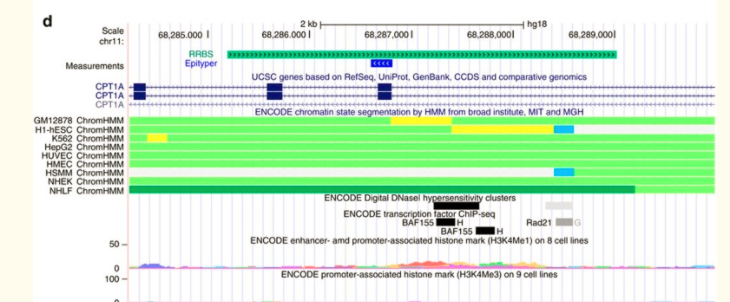 d
Scale
2 kb
hg18
chr11:
68,285.000
68,286.000
68,287.000
68,288.000
68,289.000
RRBS
Epityper
Measurements
UCSC genes based on RefSeq, UniProt, GenBank, CCDS and comparative genomics
CPT1A
CPT1A
CPT1A
ENCODE chromatin state segmentation by HMM from broad institute, MIT and MGH
GM12878 ChromHMM
H1-hESC ChromHMM
K562 ChromHMM
HepG2 ChromHMM
HUVEC ChromHMM
HMEC ChromHMM
HSMM ChromHMM
NHEK ChromHMM
NHLF ChromHMM
ENCODE Digital DNaseI hypersensitivity clusters
ENCODE transcription factor ChIP-seq
BAF155 H
Rad21 G
BAF155 H
ENCODE enhancer- amd promoter-associated histone mark (H3K4Me1) on 8 cell lines
50
0
ENCODE promoter-associated histone mark (H3K4Me3) on 9 cell lines
100